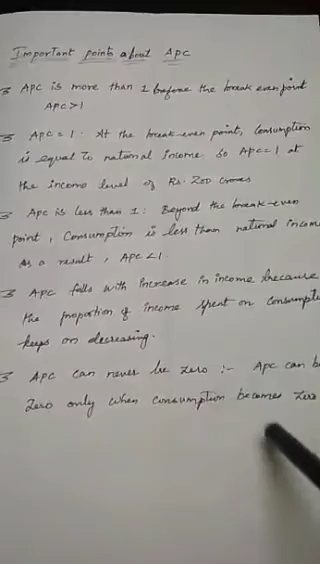 Important points about APC
APC is more than 1 before the break even point
APC>1
APC = 1 . At the break-even point, Consumption
is equal to national income so APC=1 at
the income level of Rs. 200 crores
APC is less than 1: Beyond the break-even
point, Consumption is less than national income
As a result, APC <1.
APC falls with increase in income because
the proportion of income spent on consumpti
keeps on decreasing.
APC can never be zero :- APC can be
Zero only when consumption becomes zero